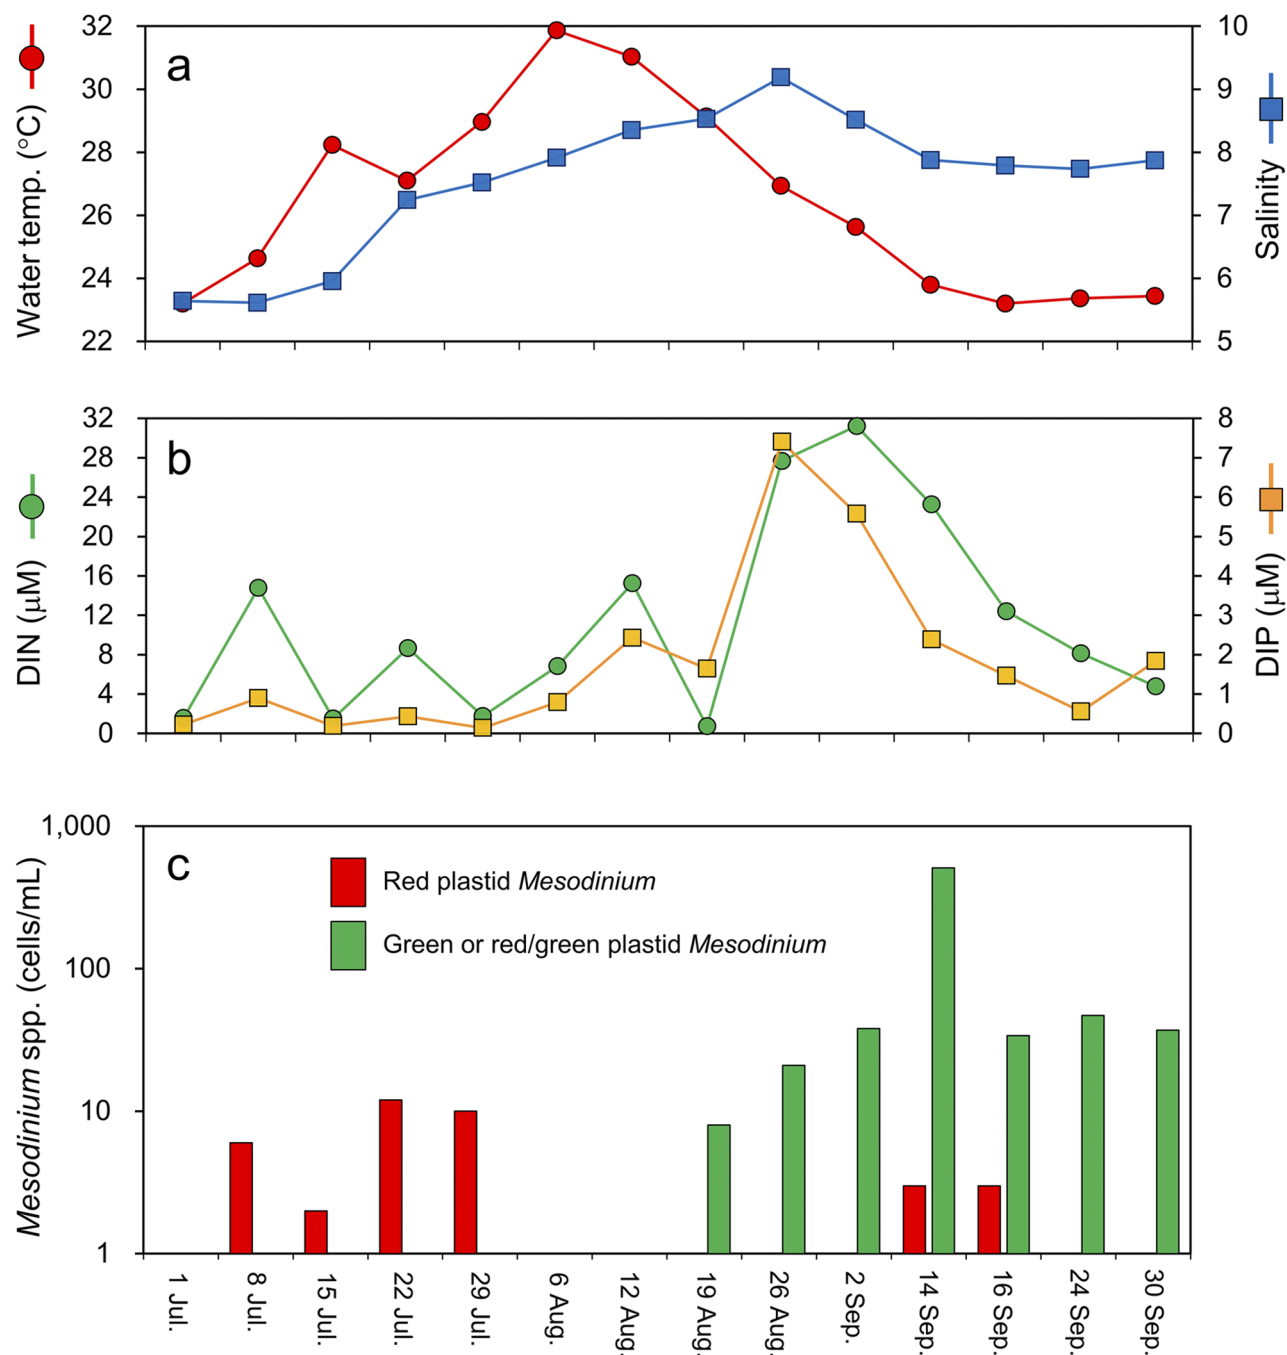 a
Water temp. (°C)
32
30
28
26
24
22
10
9
8
7
6
5
Salinity
b
DIN (µM)
32
28
24
20
16
12
8
4
0
8
7
6
5
4
3
2
1
0
DIP (µM)
c
Mesodinium spp. (cells/mL)
1,000
100
10
1
Red plastid Mesodinium
Green or red/green plastid Mesodinium
1 Jul.
8 Jul.
15 Jul.
22 Jul.
29 Jul.
6 Aug.
12 Aug.
19 Aug.
26 Aug.
2 Sep.
14 Sep.
16 Sep.
24 Sep.
30 Sep.